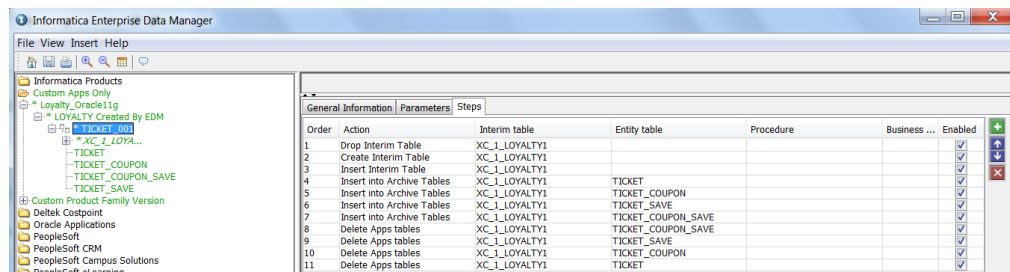 Informatica Enterprise Data Manager
File View Insert Help
Informatica Products
Custom Apps Only
* Loyalty_Oracle11g
* LOYALTY Created By EDM
* TICKET_001
* XC_1_LOYA...
TICKET
TICKET_COUPON
TICKET_COUPON_SAVE
TICKET_SAVE
Custom Product Family Version
Deltek Costpoint
Oracle Applications
PeopleSoft
PeopleSoft CRM
PeopleSoft Campus Solutions
PeopleSoft eLearning
General Information Parameters Steps
Order Action Interim table Entity table Procedure Business ... Enabled
1 Drop Interim Table XC_1_LOYALTY1
2 Create Interim Table XC_1_LOYALTY1
3 Insert Interim Table XC_1_LOYALTY1
4 Insert into Archive Tables XC_1_LOYALTY1 TICKET
5 Insert into Archive Tables XC_1_LOYALTY1 TICKET_COUPON
6 Insert into Archive Tables XC_1_LOYALTY1 TICKET_SAVE
7 Insert into Archive Tables XC_1_LOYALTY1 TICKET_COUPON_SAVE
8 Delete Apps tables XC_1_LOYALTY1 TICKET_COUPON_SAVE
9 Delete Apps tables XC_1_LOYALTY1 TICKET_SAVE
10 Delete Apps tables XC_1_LOYALTY1 TICKET_COUPON
11 Delete Apps tables XC_1_LOYALTY1 TICKET